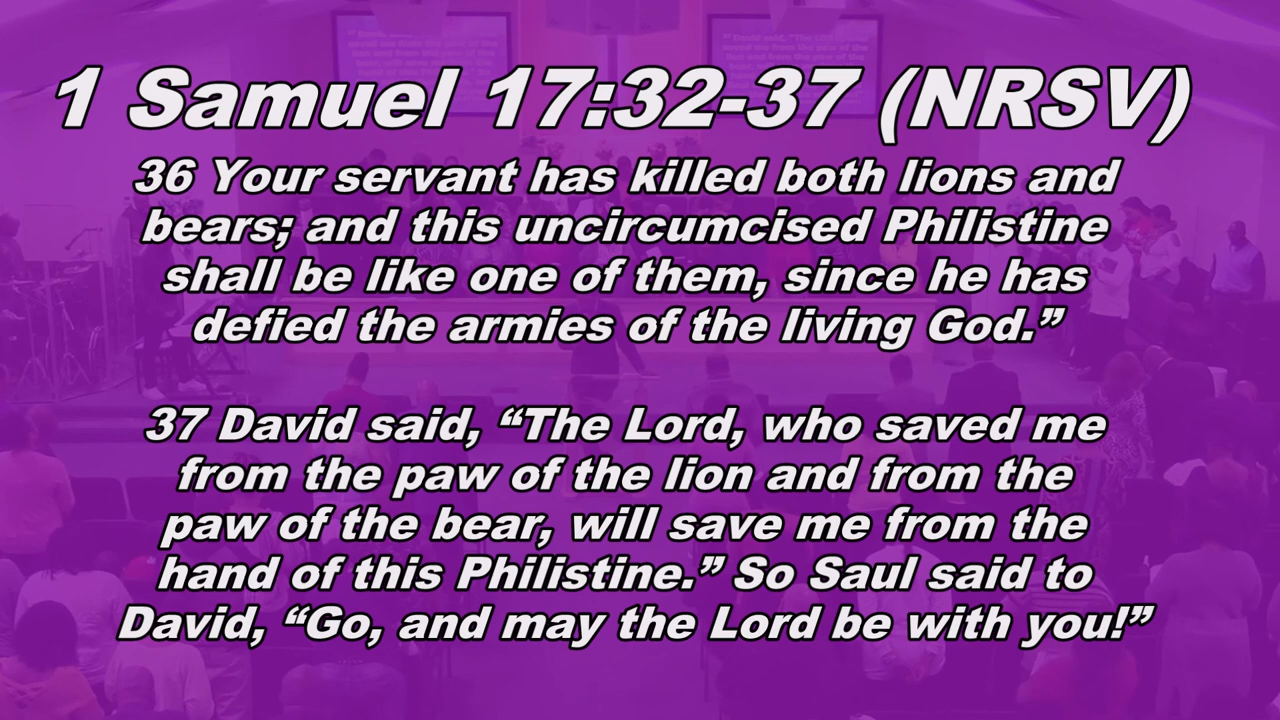 1 Samuel 17:32-37 (NRSV)
36 Your servant has killed both lions and
bears; and this uncircumcised Philistine
shall be like one of them, since he has
defied the armies of the living God.”
37 David said, “The Lord, who saved me
from the paw of the lion and from the
paw of the bear, will save me from the
hand of this Philistine.” So Saul said to
David, “Go, and may the Lord be with you!”